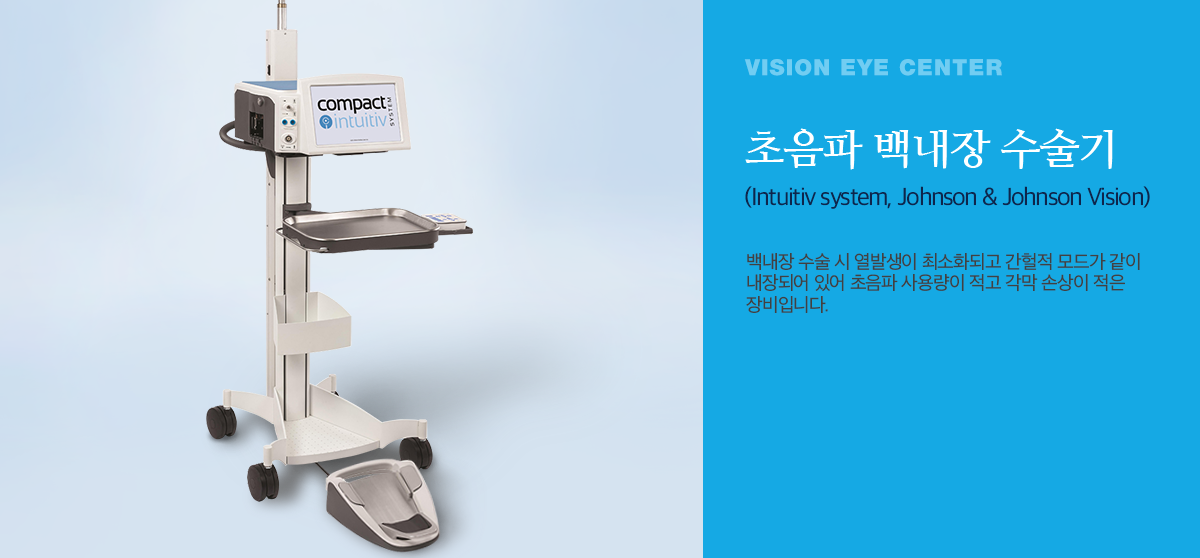 compact
intuitiv
SYSTEM
VISION EYE CENTER
초음파 백내장 수술기
(Intuitiv system, Johnson & Johnson Vision)
백내장 수술 시 열발생이 최소화되고 간헐적 모드가 같이
내장되어 있어 초음파 사용량이 적고 각막 손상이 적은
장비입니다.